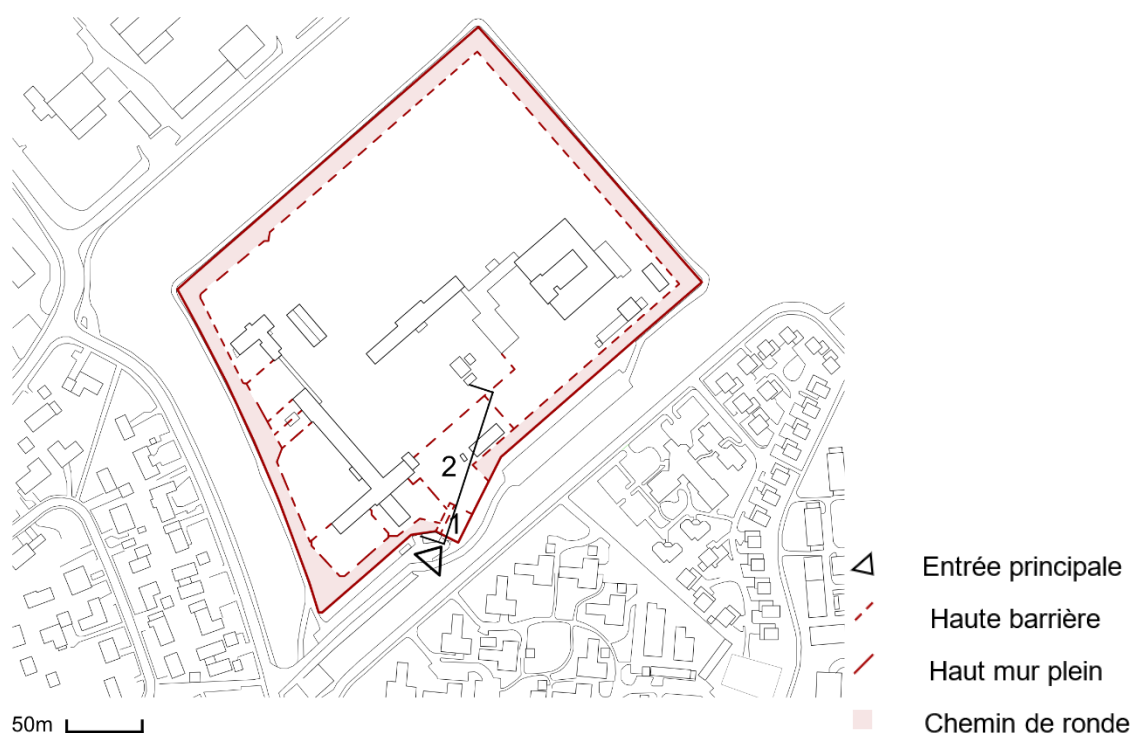 2
1
Entrée principale
Haute barrière
Haut mur plein
50m
Chemin de ronde